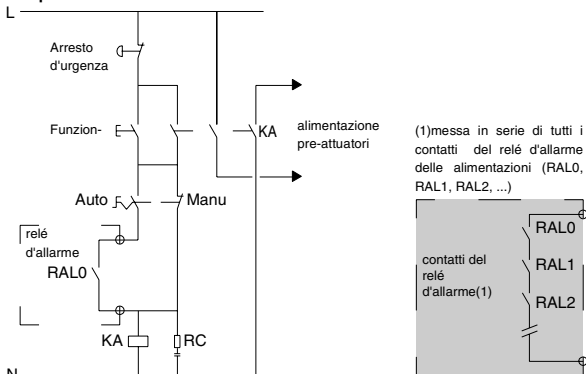 L
Arresto
d'urgenza
Funzion-
KA
alimentazione
pre-attuatori
Auto
Manu
relé
d'allarme
RAL0
KA
RC
N
(1)messa in serie di tutti i
contatti del relé d'allarme
delle alimentazioni (RAL0,
RAL1, RAL2, ...)
contatti del
relé
d'allarme(1)
RAL0
RAL1
RAL2